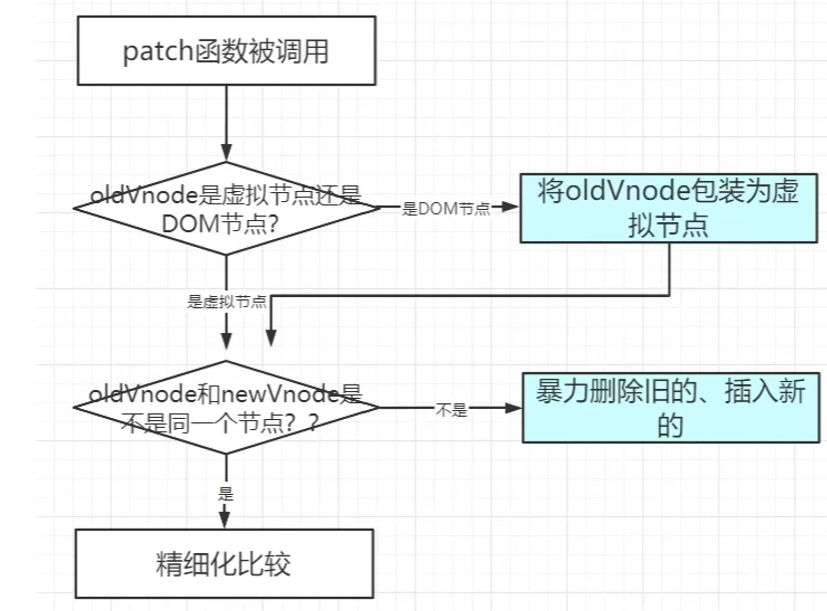 patch函数被调用
oldVnode是虚拟节点还是
DOM节点?
是DOM节点
将oldVnode包装为虚
拟节点
是虚拟节点
oldVnode和newVnode是
不是同一个节点？?
不是
暴力删除旧的、插入新
的
是
精细化比较